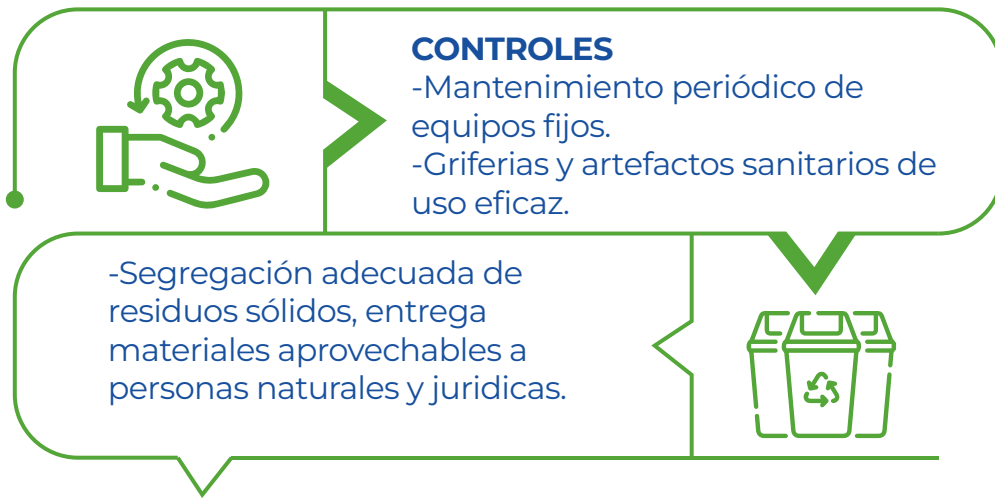 CONTROLES
-Mantenimiento periódico de
equipos fijos.
-Griferias y artefactos sanitarios de
uso eficaz.
-Segregación adecuada de
residuos sólidos, entrega
materiales aprovechables a
personas naturales y juridicas.